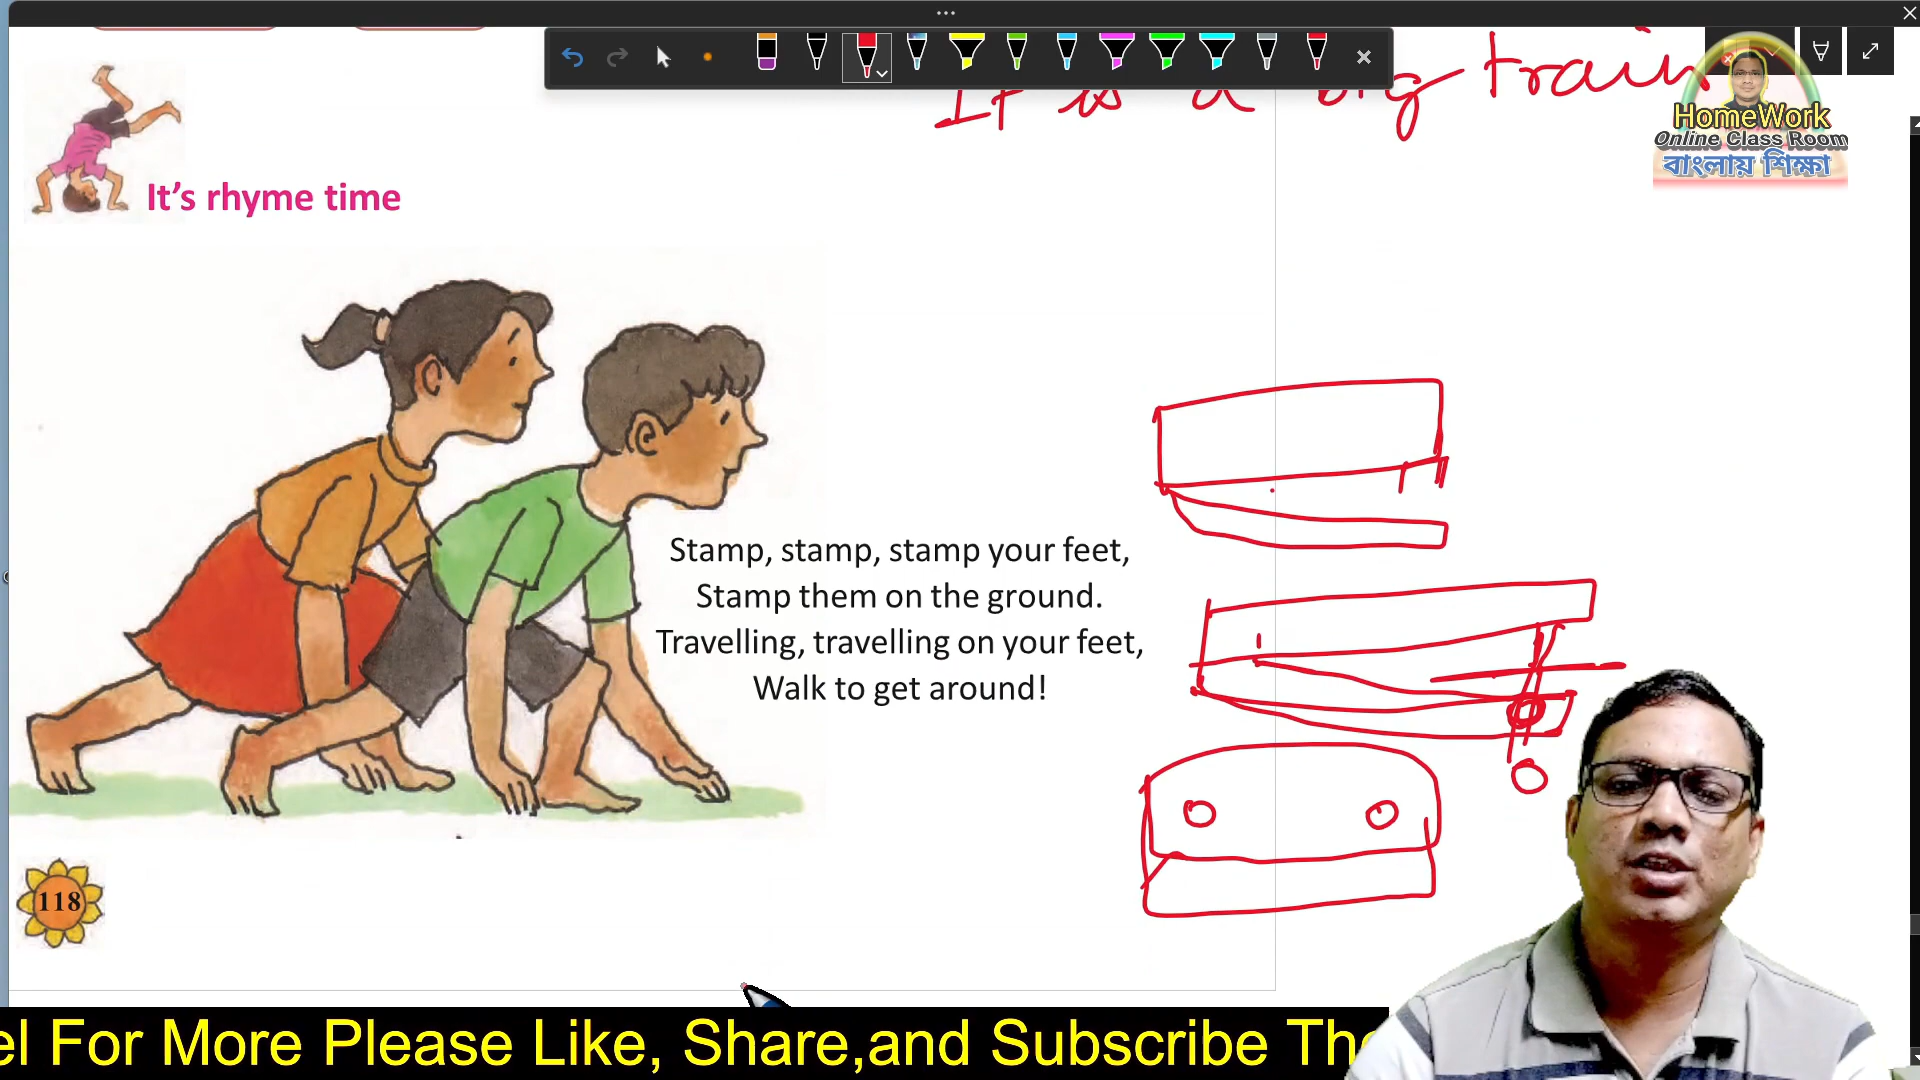 It is a big train
HomeWork
Online Class Room
বাংলায় শিক্ষা
It's rhyme time
Stamp, stamp, stamp your feet,
Stamp them on the ground.
Travelling, travelling on your feet,
Walk to get around!
118
el For More Please Like, Share,and Subscribe The